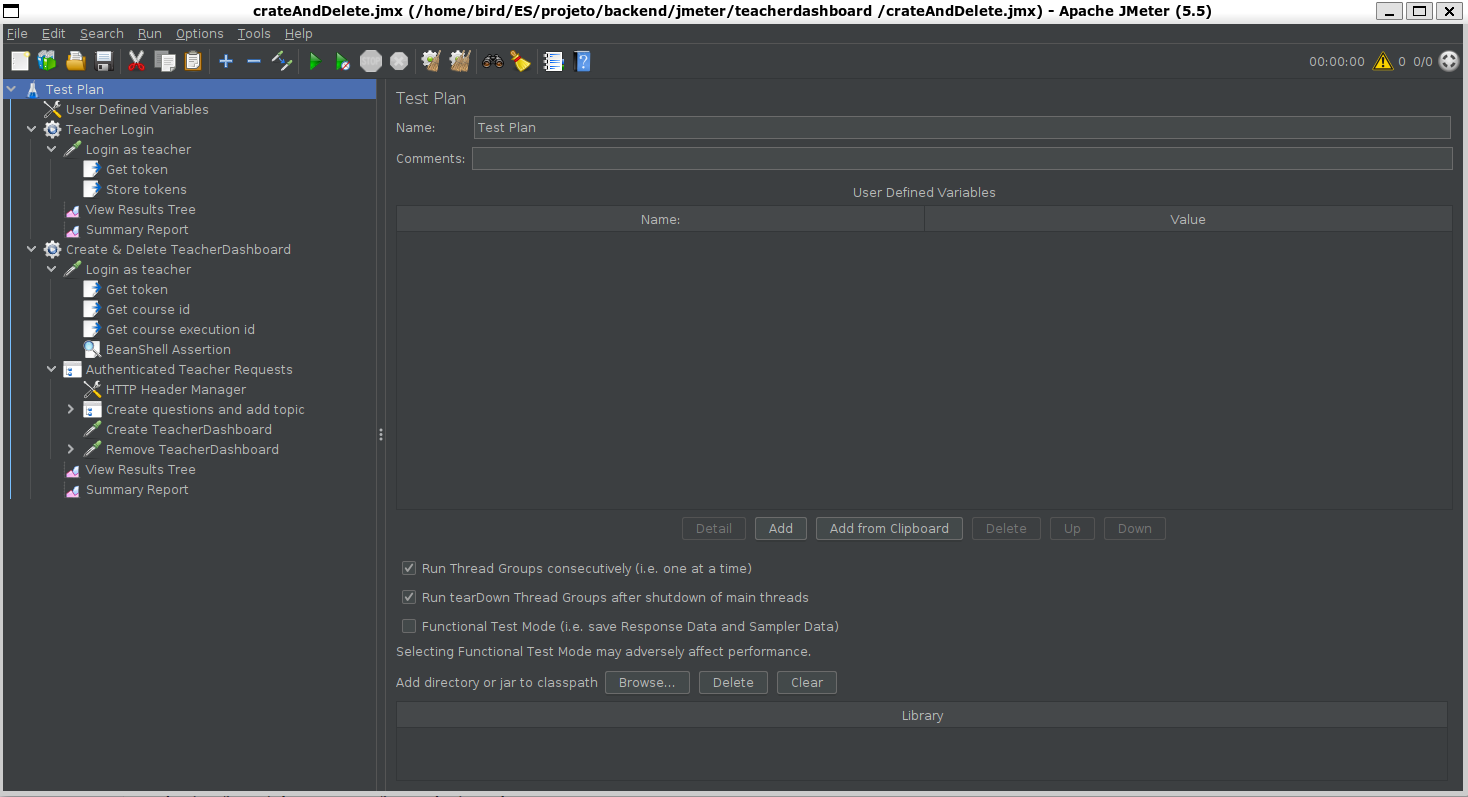 crateAndDelete.jmx (/home/bird/ES/projeto/backend/jmeter/teacherdashboard /crateAndDelete.jmx) - Apache JMeter (5.5)
File Edit Search Run Options Tools Help
STOP 00:00:00 0 0/0
Test Plan
User Defined Variables
Teacher Login
Login as teacher
Get token
Store tokens
View Results Tree
Summary Report
Create & Delete TeacherDashboard
Login as teacher
Get token
Get course id
Get course execution id
BeanShell Assertion
Authenticated Teacher Requests
HTTP Header Manager
Create questions and add topic
Create TeacherDashboard
Remove TeacherDashboard
View Results Tree
Summary Report
Test Plan
Name: Test Plan
Comments:
User Defined Variables
Name: Value
Detail Add Add from Clipboard Delete Up Down
Run Thread Groups consecutively (i.e. one at a time)
Run tearDown Thread Groups after shutdown of main threads
Functional Test Mode (i.e. save Response Data and Sampler Data)
Selecting Functional Test Mode may adversely affect performance.
Add directory or jar to classpath Browse... Delete Clear
Library